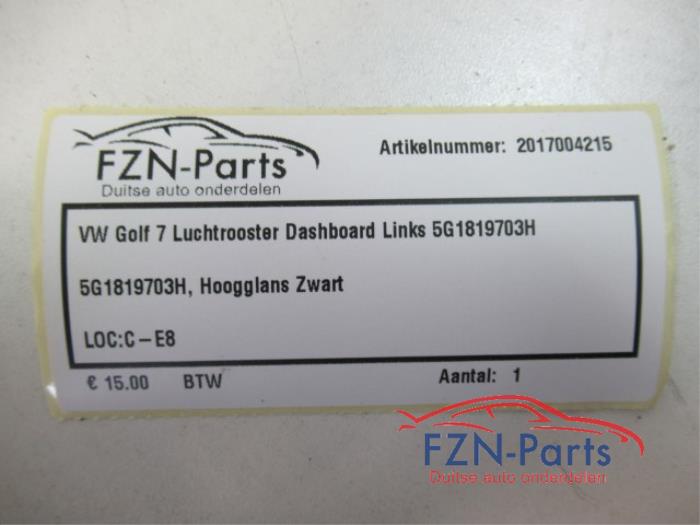 FZN-Parts
Duitse auto onderdelen
Artikelnummer: 2017004215
VW Golf 7 Luchtrooster Dashboard Links 5G1819703H
5G1819703H, Hoogglans Zwart
LOC:C-E8
€ 15.00 BTW
Aantal: 1
FZN-Parts
Duitse auto onderdelen